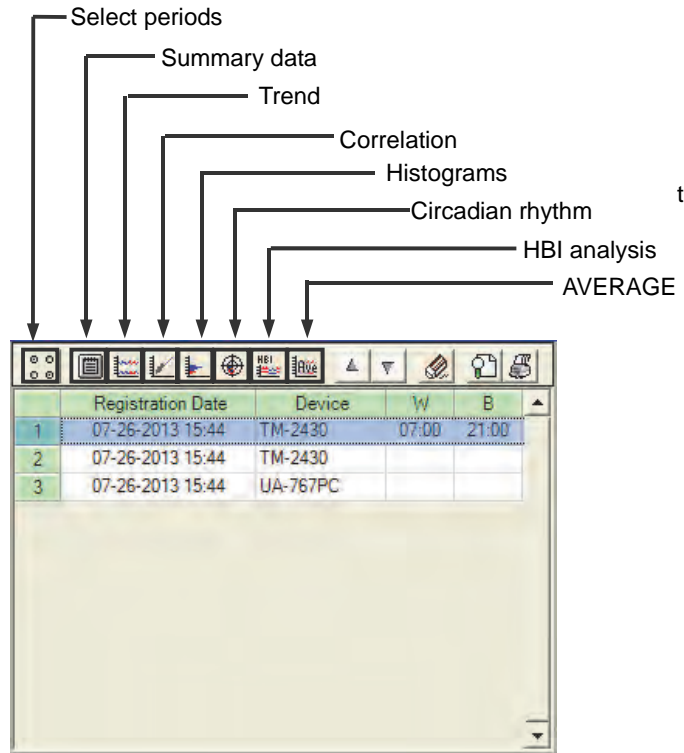 Select periods
Summary data
Trend
Correlation
Histograms
t
Circadian rhythm
HBI analysis
AVERAGE
HBI
Ave
Registration Date Device W B
1 07-26-2013 15:44 TM-2430 07:00 21:00
2 07-26-2013 15:44 TM-2430
3 07-26-2013 15:44 UA-767PC